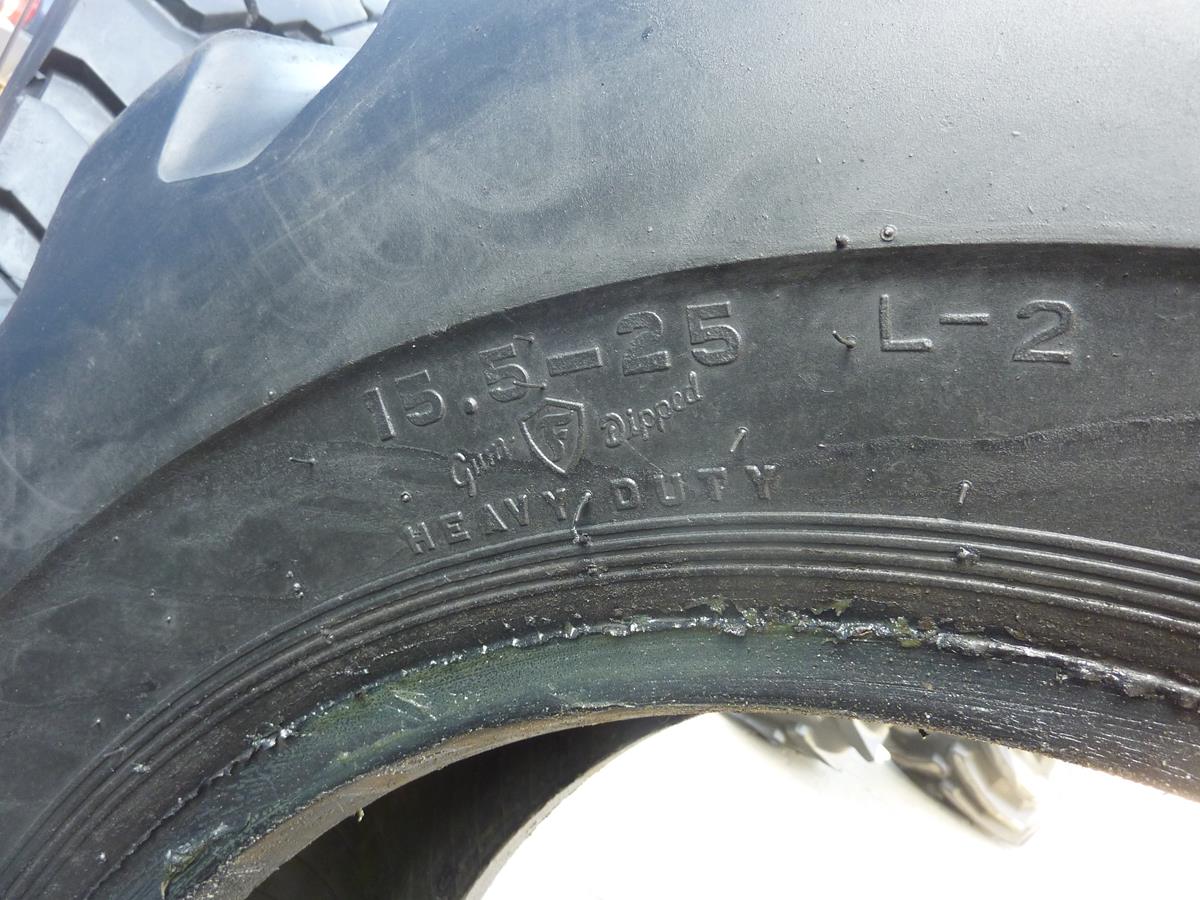 15.5-25 L-2
Gum-F Dipped
HEAVY DUTY